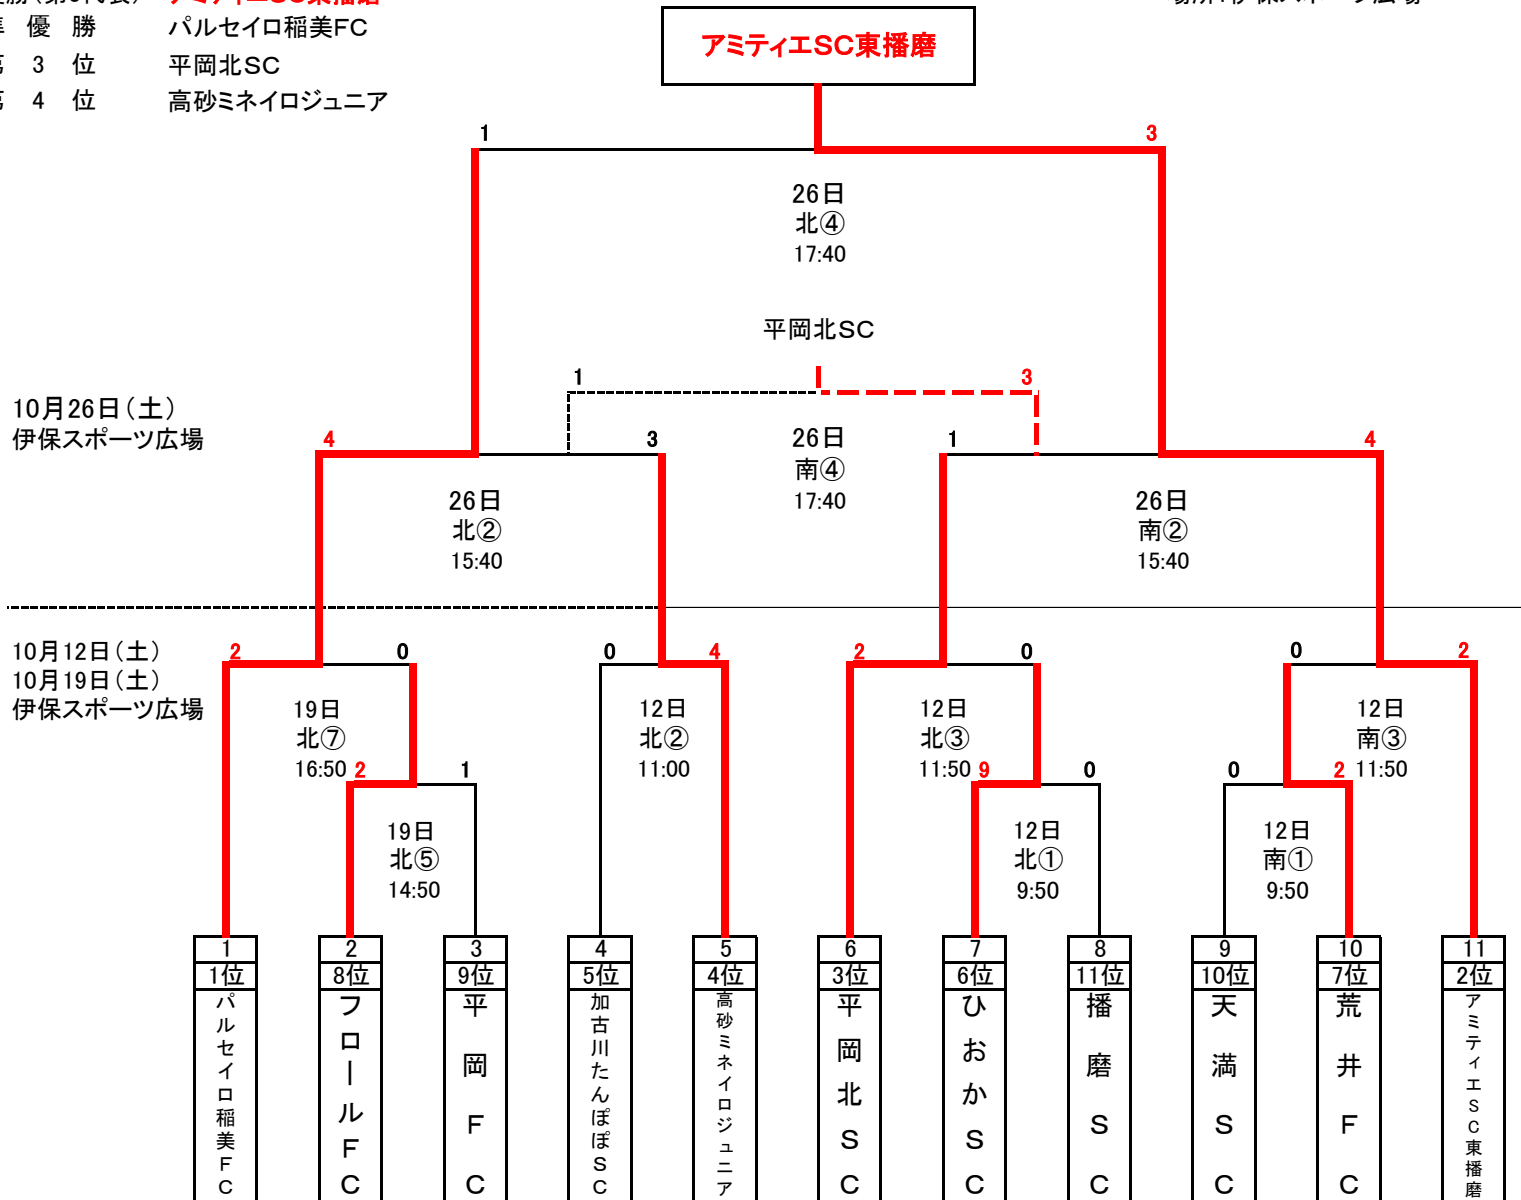 アミティエSC東播磨
優 勝 パルセイロ稲美FC
3 位 平岡北SC
4 位 高砂ミネイロジュニア
アミティエSC東播磨
1 3
26日
北④
17:40
平岡北SC
1 3
10月26日(土)
伊保スポーツ広場
4 3
26日
南④
17:40
1 4
26日
北②
15:40
26日
南②
15:40
10月12日(土)
10月19日(土)
伊保スポーツ広場
2 0
0 4
2 0
0 2
19日
北⑦
16:50
12日
北②
11:00
12日
北③
11:50
12日
南③
11:50
2 1
9 0
0 2
19日
北⑤
14:50
12日
北①
9:50
12日
南①
9:50
1 2 3 4 5 6 7 8 9 10 11
1位 8位 9位 5位 4位 3位 6位 11位 10位 7位 2位
パルセイロ稲美FC
フロールFC
平岡FC
加古川たんぽぽSC
高砂ミネイロジュニア
平岡北SC
ひおかSC
播磨SC
天満SC
荒井FC
アミティエSC東播磨